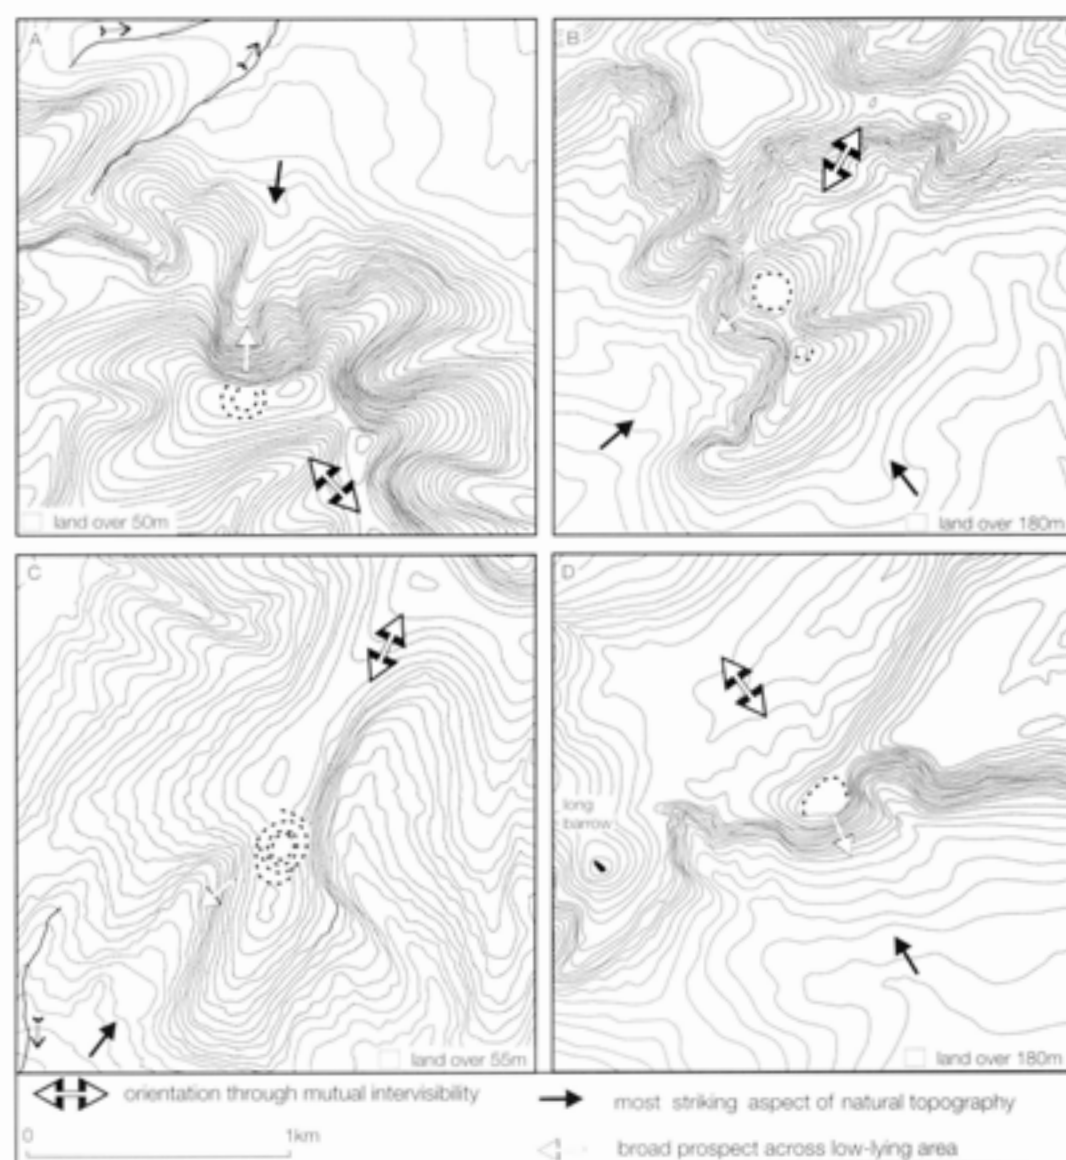 A
B
land over 50m
land over 180m
C
D
long
barrow
land over 55m
land over 180m
orientation through mutual intervisibility
most striking aspect of natural topography
0 1km
broad prospect across low-lying area